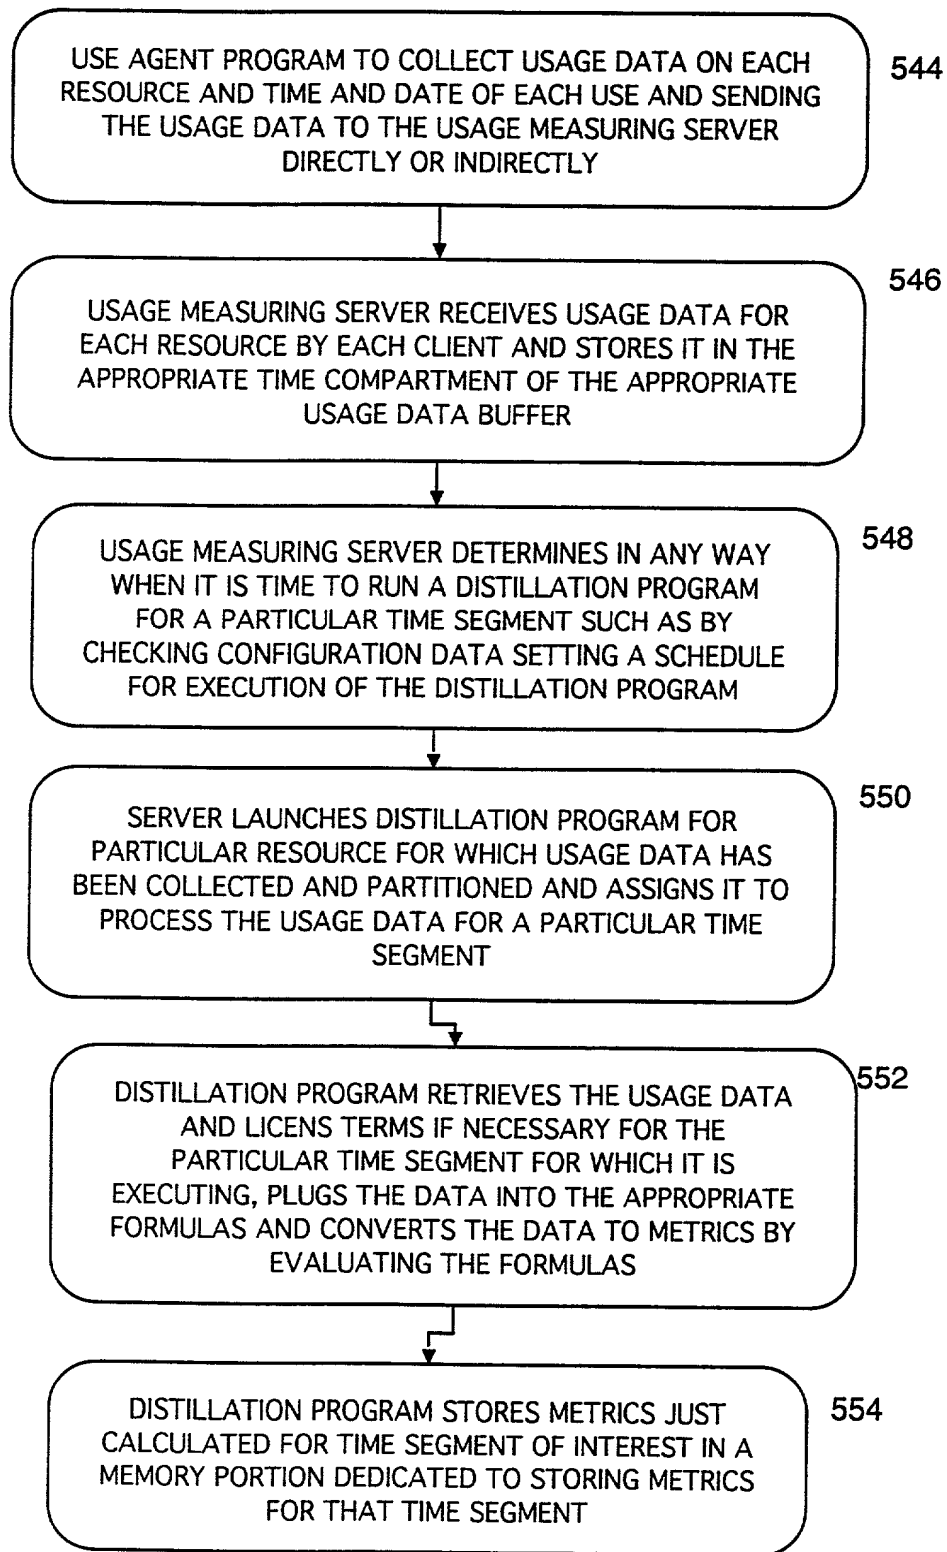 USE AGENT PROGRAM TO COLLECT USAGE DATA ON EACH
RESOURCE AND TIME AND DATE OF EACH USE AND SENDING
THE USAGE DATA TO THE USAGE MEASURING SERVER
DIRECTLY OR INDIRECTLY
544
USAGE MEASURING SERVER RECEIVES USAGE DATA FOR
EACH RESOURCE BY EACH CLIENT AND STORES IT IN THE
APPROPRIATE TIME COMPARTMENT OF THE APPROPRIATE
USAGE DATA BUFFER
546
USAGE MEASURING SERVER DETERMINES IN ANY WAY
WHEN IT IS TIME TO RUN A DISTILLATION PROGRAM
FOR A PARTICULAR TIME SEGMENT SUCH AS BY
CHECKING CONFIGURATION DATA SETTING A SCHEDULE
FOR EXECUTION OF THE DISTILLATION PROGRAM
548
SERVER LAUNCHES DISTILLATION PROGRAM FOR
PARTICULAR RESOURCE FOR WHICH USAGE DATA HAS
BEEN COLLECTED AND PARTITIONED AND ASSIGNS IT TO
PROCESS THE USAGE DATA FOR A PARTICULAR TIME
SEGMENT
550
DISTILLATION PROGRAM RETRIEVES THE USAGE DATA
AND LICENS TERMS IF NECESSARY FOR THE
PARTICULAR TIME SEGMENT FOR WHICH IT IS
EXECUTING, PLUGS THE DATA INTO THE APPROPRIATE
FORMULAS AND CONVERTS THE DATA TO METRICS BY
EVALUATING THE FORMULAS
552
DISTILLATION PROGRAM STORES METRICS JUST
CALCULATED FOR TIME SEGMENT OF INTEREST IN A
MEMORY PORTION DEDICATED TO STORING METRICS
FOR THAT TIME SEGMENT
554